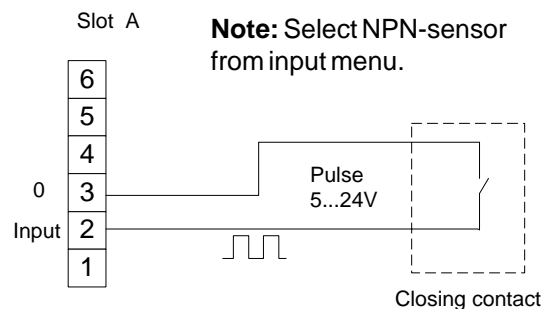 Slot A
Note: Select NPN-sensor
from input menu.
6
5
4
0 3
Input 2
1
Pulse
5...24V
Closing contact